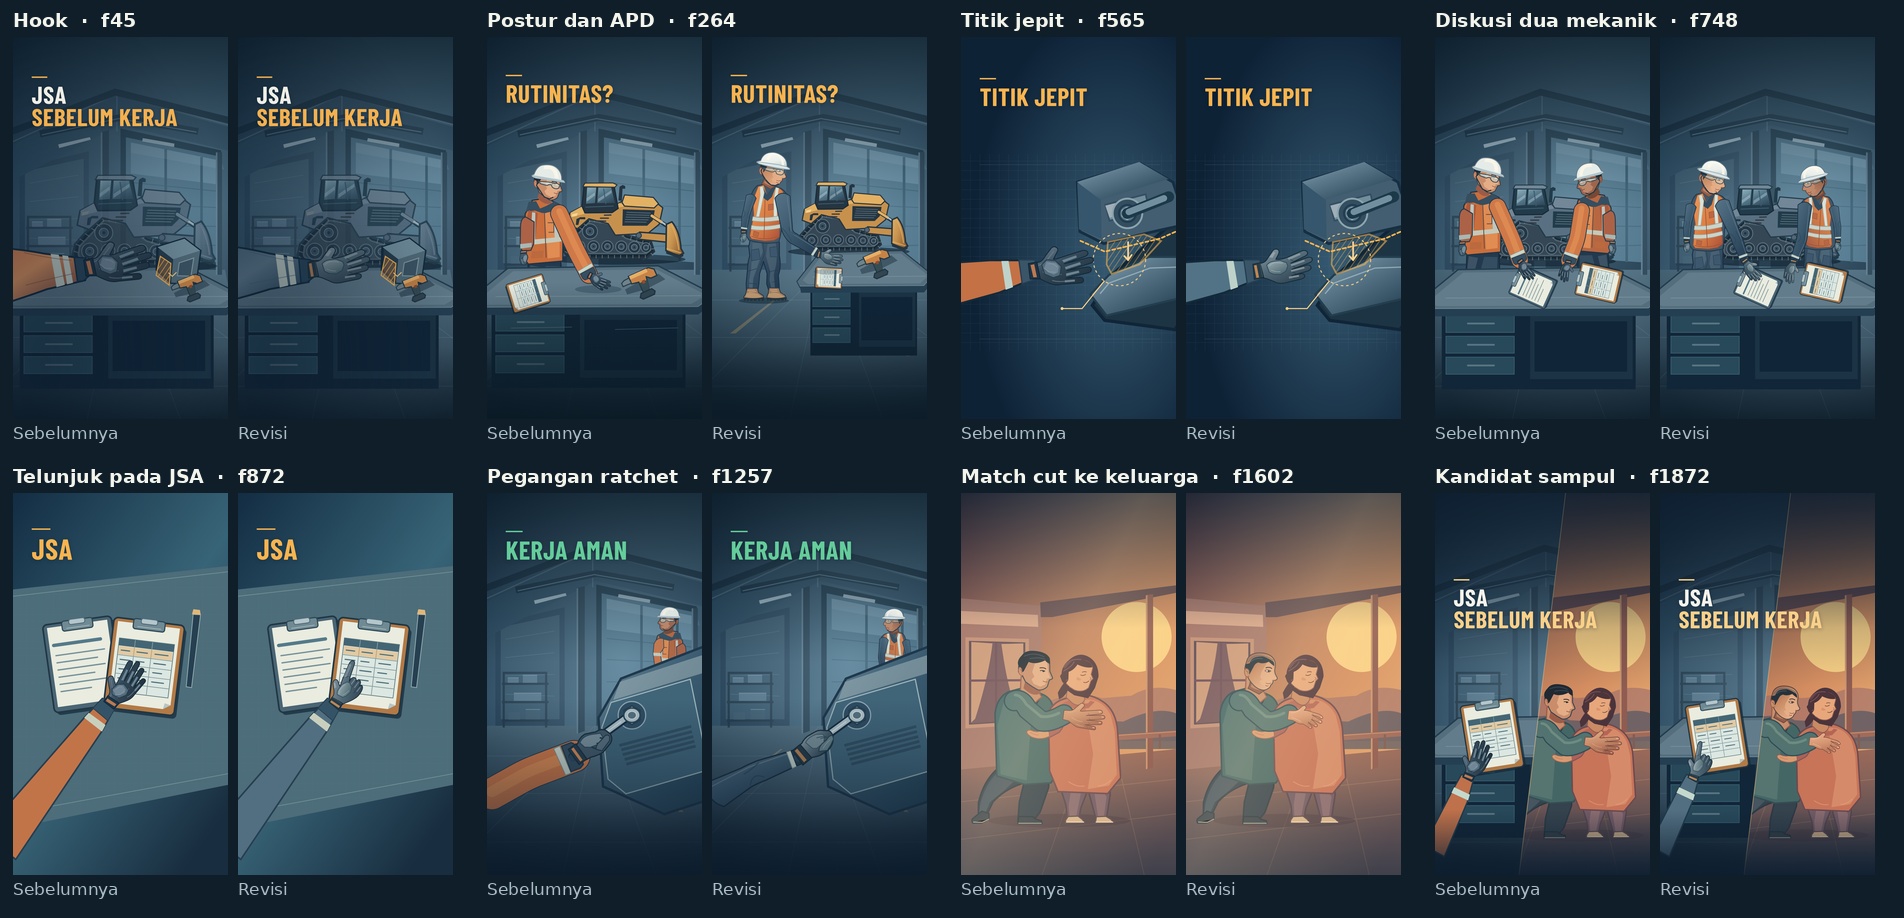 Hook · f45
JSA
SEBELUM KERJA
JSA
SEBELUM KERJA
Sebelumnya
Revisi
Postur dan APD · f264
RUTINITAS?
RUTINITAS?
Sebelumnya
Revisi
Titik jepit · f565
TITIK JEPIT
TITIK JEPIT
Sebelumnya
Revisi
Diskusi dua mekanik · f748
Sebelumnya
Revisi
Telunjuk pada JSA · f872
JSA
JSA
Sebelumnya
Revisi
Pegangan ratchet · f1257
KERJA AMAN
KERJA AMAN
Sebelumnya
Revisi
Match cut ke keluarga · f1602
Sebelumnya
Revisi
Kandidat sampul · f1872
JSA
SEBELUM KERJA
JSA
SEBELUM KERJA
Sebelumnya
Revisi